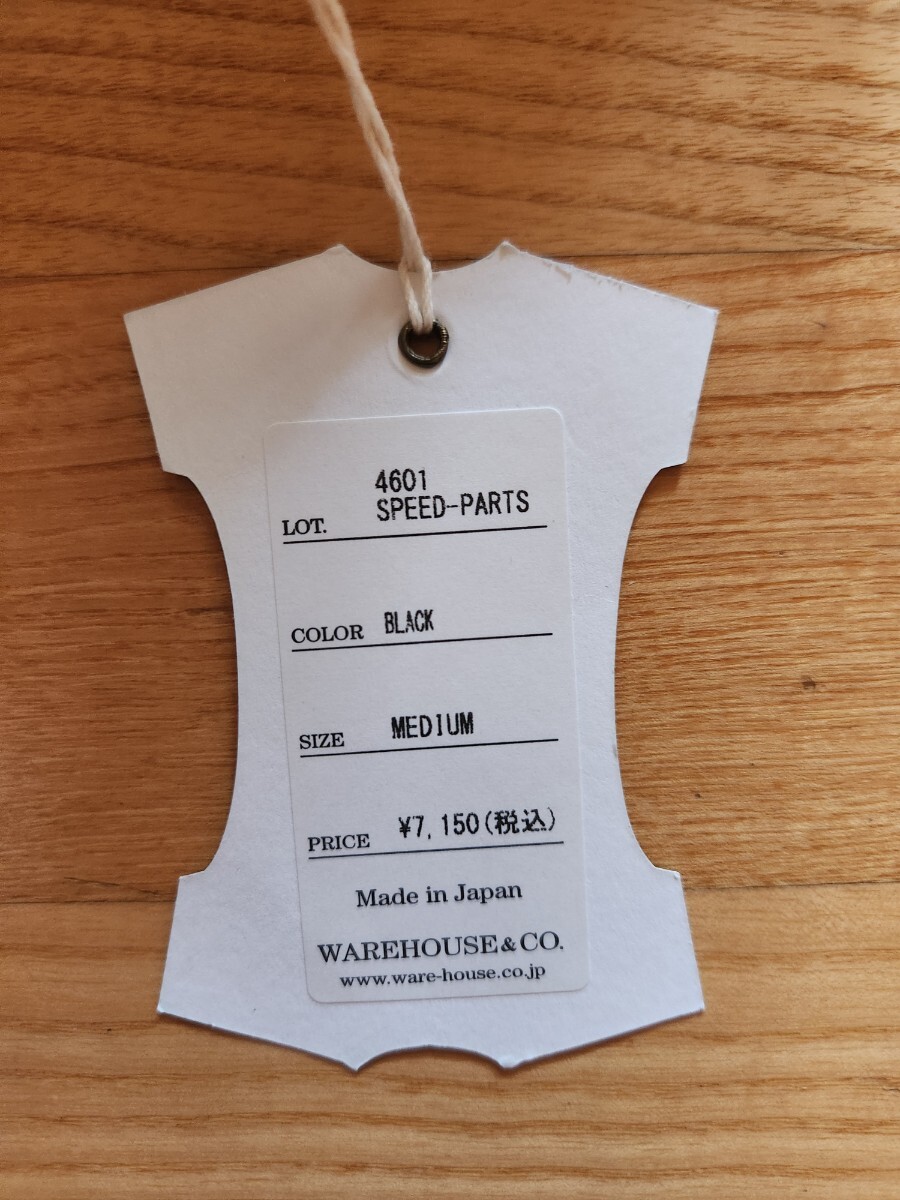 4601
LOT. SPEED-PARTS
COLOR BLACK
SIZE MEDIUM
PRICE ¥7,150(税込)
Made in Japan
WAREHOUSE&CO.
www.ware-house.co.jp